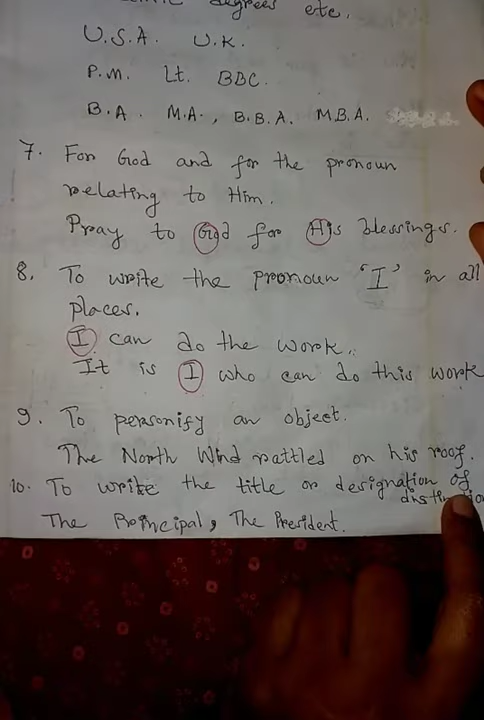 degrees etc.
U.S.A. U.K.
P.M. Lt. BBC.
B.A. M.A., B.B.A. M.B.A.
7. For God and for the pronoun
relating to Him.
Pray to God for His blessings.
8. To write the pronoun 'I' in all
places.
I can do the work.
It is I who can do this work
9. To personify an object.
The North Wind rattled on his roof.
10. To write the title or designation of
distinction
The Principal, The President.